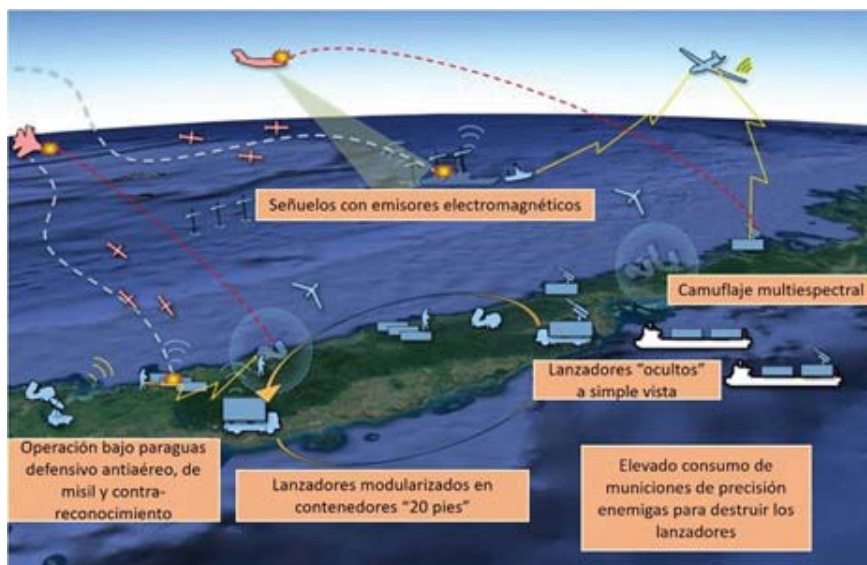 Señuelos con emisores electromagnéticos
Camuflaje multiespectral
Lanzadores “ocultos”
a simple vista
Operación bajo paraguas
defensivo antiaéreo, de
misil y contra-
reconocimiento
Lanzadores modularizados en
contenedores “20 pies”
Elevado consumo de
municiones de precisión
enemigas para destruir los
lanzadores